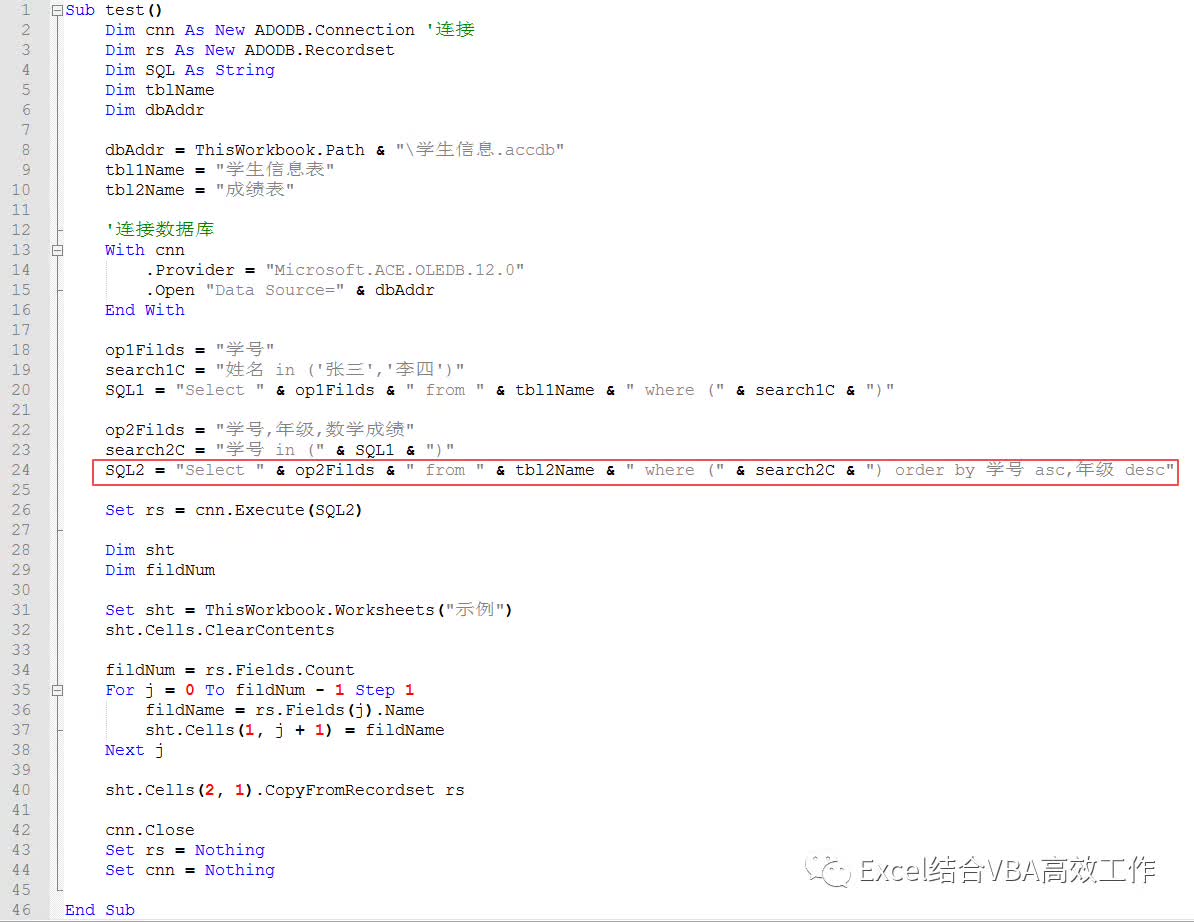 1 Sub test()
2 Dim cnn As New ADODB.Connection '连接
3 Dim rs As New ADODB.Recordset
4 Dim SQL As String
5 Dim tblName
6 Dim dbAddr
7
8 dbAddr = ThisWorkbook.Path & "\学生信息.accdb"
9 tbl1Name = "学生信息表"
10 tbl2Name = "成绩表"
11
12 '连接数据库
13 With cnn
14 .Provider = "Microsoft.ACE.OLEDB.12.0"
15 .Open "Data Source=" & dbAddr
16 End With
17
18 op1Filds = "学号"
19 search1C = "姓名 in ('张三','李四')"
20 SQL1 = "Select " & op1Filds & " from " & tbl1Name & " where (" & search1C & ")"
21
22 op2Filds = "学号,年级,数学成绩"
23 search2C = "学号 in (" & SQL1 & ")"
24 SQL2 = "Select " & op2Filds & " from " & tbl2Name & " where (" & search2C & ") order by 学号 asc,年级 desc"
25
26 Set rs = cnn.Execute(SQL2)
27
28 Dim sht
29 Dim fildNum
30
31 Set sht = ThisWorkbook.Worksheets("示例")
32 sht.Cells.ClearContents
33
34 fildNum = rs.Fields.Count
35 For j = 0 To fildNum - 1 Step 1
36 fildName = rs.Fields(j).Name
37 sht.Cells(1, j + 1) = fildName
38 Next j
39
40 sht.Cells(2, 1).CopyFromRecordset rs
41
42 cnn.Close
43 Set rs = Nothing
44 Set cnn = Nothing
45
46 End Sub
Excel结合VBA高效工作